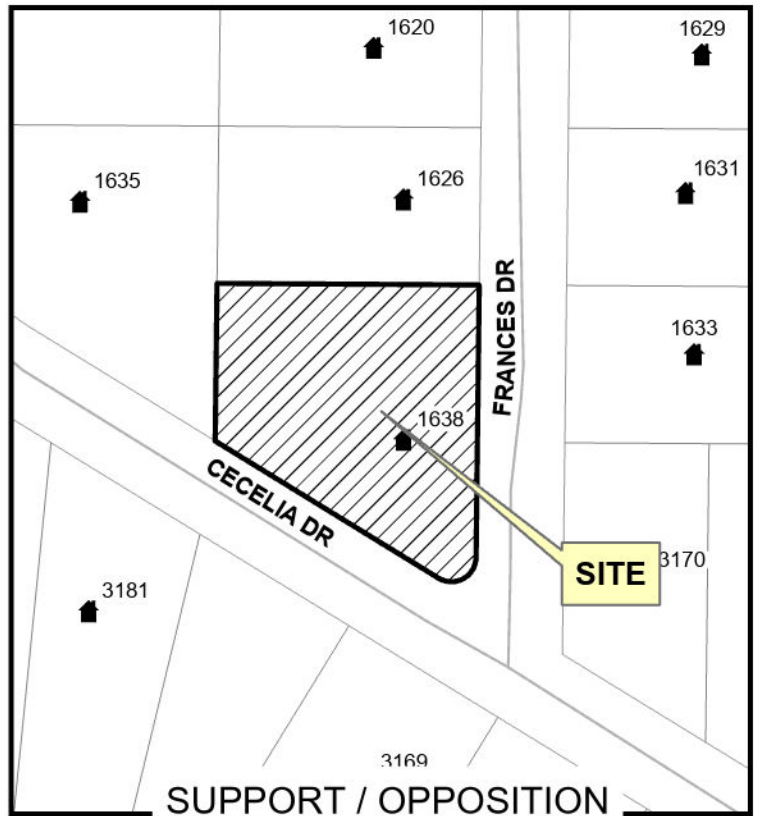 1620
1629
1635
1626
1631
FRANCES DR
1633
1638
CECELIA DR
SITE
3170
3181
3169
SUPPORT / OPPOSITION